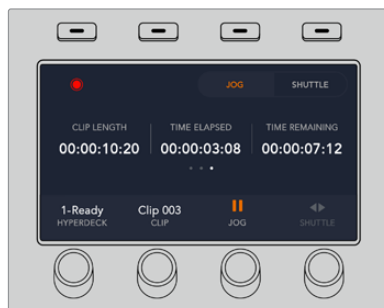 JOG SHUTTLE
CLIP LENGTH TIME ELAPSED TIME REMAINING
00:00:10:20 00:00:03:08 00:00:07:12
1-Ready Clip 003
HYPERDECK CLIP JOG SHUTTLE